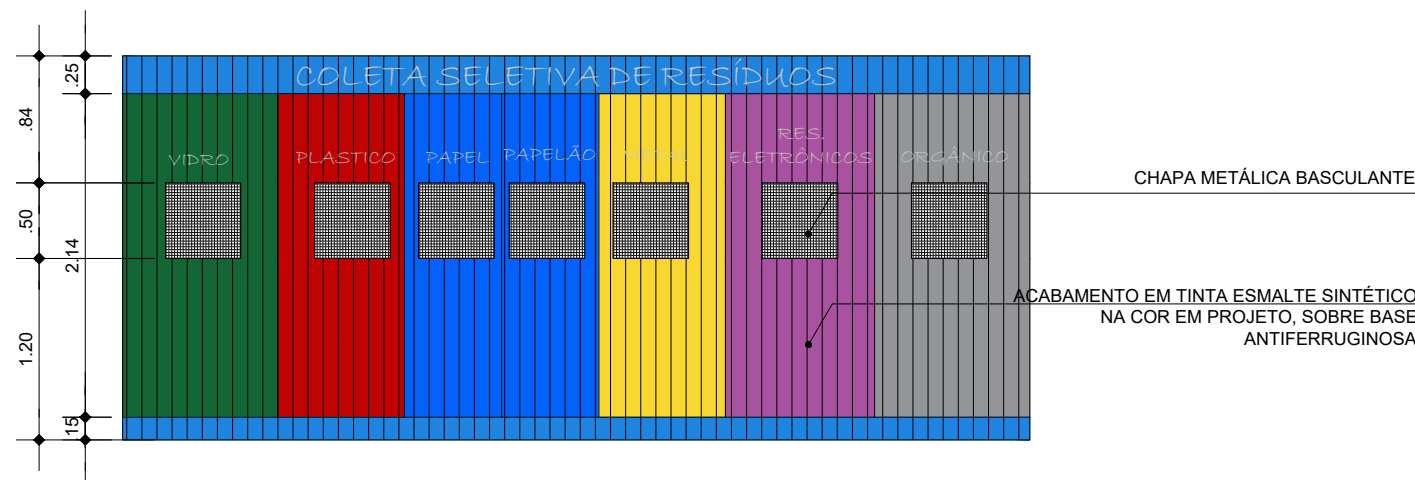 COLETA SELETIVA DE RESÍDUOS
VIDRO
PLASTICO
PAPEL
PAPELÃO
METAL
RES.
ELETRÔNICOS
ORGÂNICO
CHAPA METÁLICA BASCULANTE
ACABAMENTO EM TINTA ESMALTE SINTÉTICO
NA COR EM PROJETO, SOBRE BASE
ANTIFERRUGINOSA
.25
.84
.50
2.14
1.20
.15